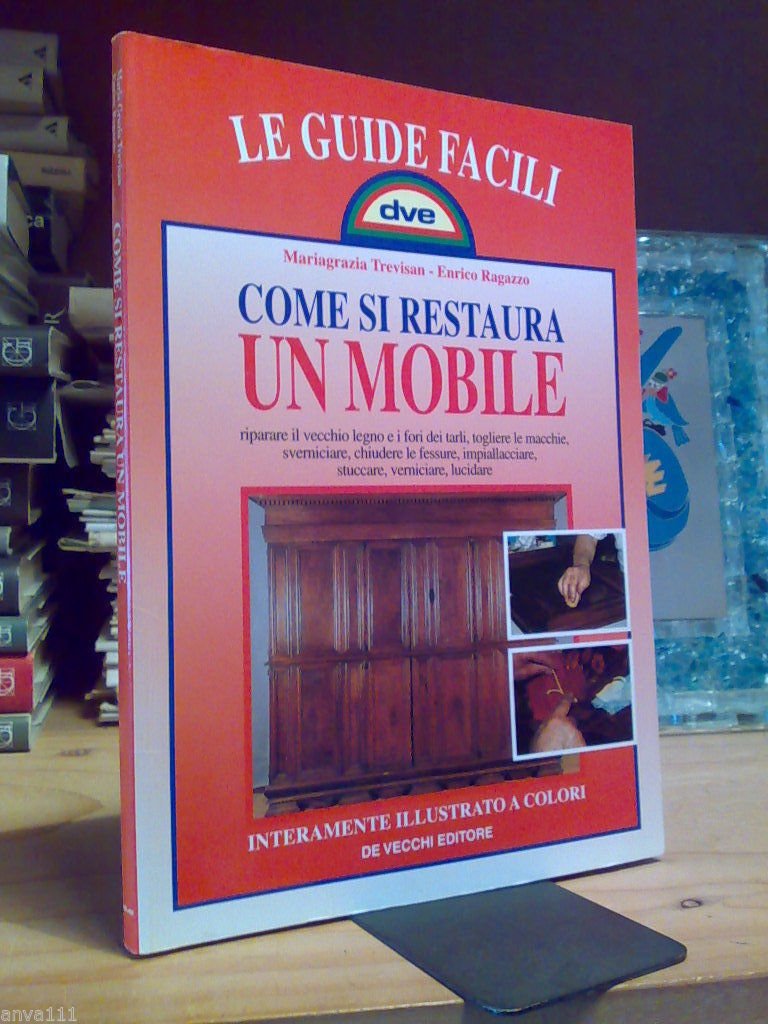 LE GUIDE FACILI
dve
Mariagrazia Trevisan - Enrico Ragazzo
COME SI RESTAURA
UN MOBILE
riparare il vecchio legno e i fori dei tarli, togliere le macchie,
sverniciare, chiudere le fessure, impiallacciare,
stuccare, verniciare, lucidare
INTERAMENTE ILLUSTRATO A COLORI
DE VECCHI EDITORE
COME SI RESTAURA UN MOBILE
anva111